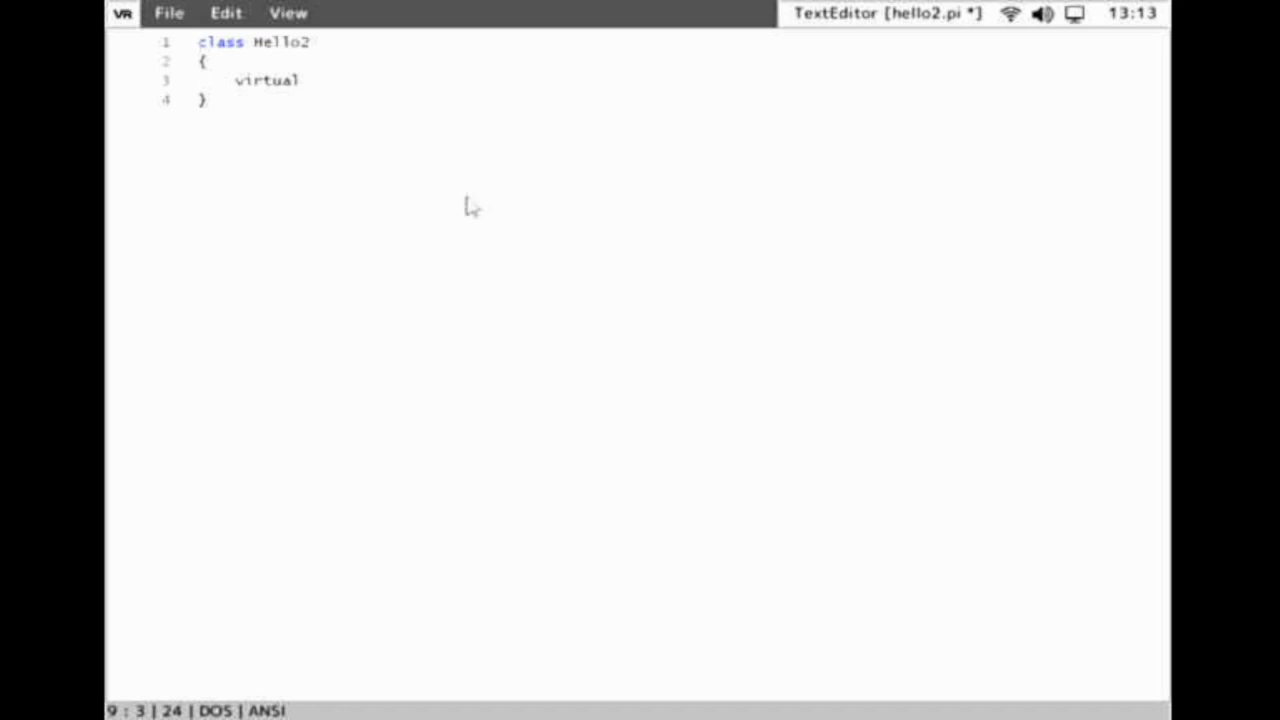 VR File Edit View TextEditor [hello2.pi *] 13:13
1 class Hello2
2 {
3 virtual
4 }
9 : 3 | 24 | DOS | ANSI